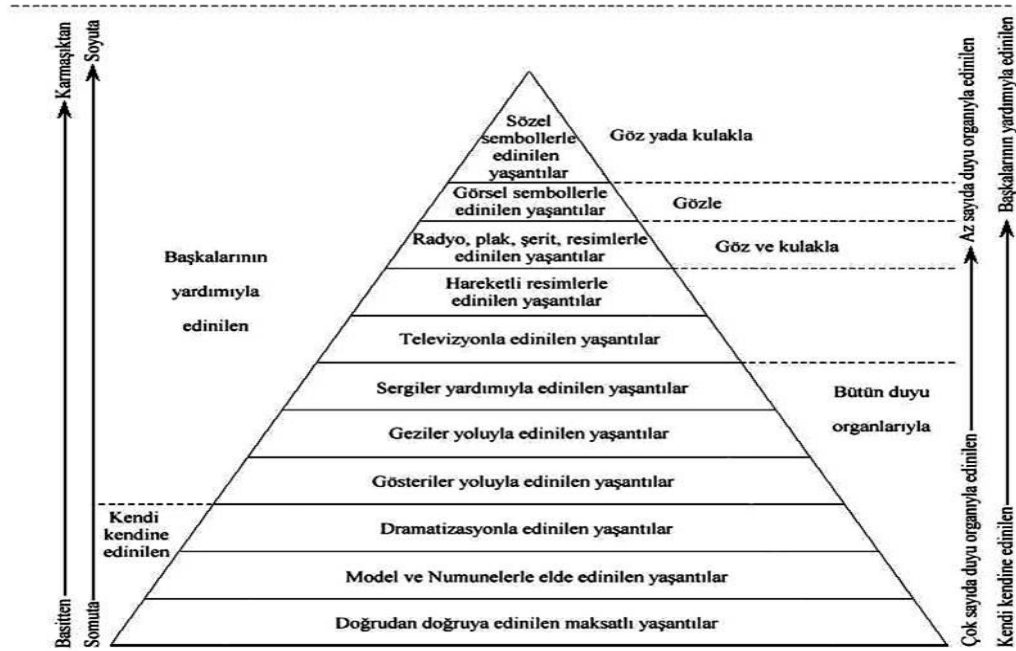 Karmaşıktan
Soyuta
Basitten
Somuta
Başkalarının
yardımıyla
edinilen
Kendi
kendine
edinilen
Sözel
sembollerle
edinilen
yaşantılar
Görsel sembollerle
edinilen yaşantılar
Radyo, plak, şerit, resimlerle
edinilen yaşantılar
Hareketli resimlerle
edinilen yaşantılar
Televizyonla edinilen yaşantılar
Sergiler yardımıyla edinilen yaşantılar
Geziler yoluyla edinilen yaşantılar
Gösteriler yoluyla edinilen yaşantılar
Dramatizasyonla edinilen yaşantılar
Model ve Numunelerle elde edinilen yaşantılar
Doğrudan doğruya edinilen maksatlı yaşantılar
Göz yada kulakla
Gözle
Göz ve kulakla
Bütün duyu
organlarıyla
Az sayıda duyu organıyla edinilen
Çok sayıda duyu organıyla edinilen
Başkalarının yardımıyla edinilen
Kendi kendine edinilen